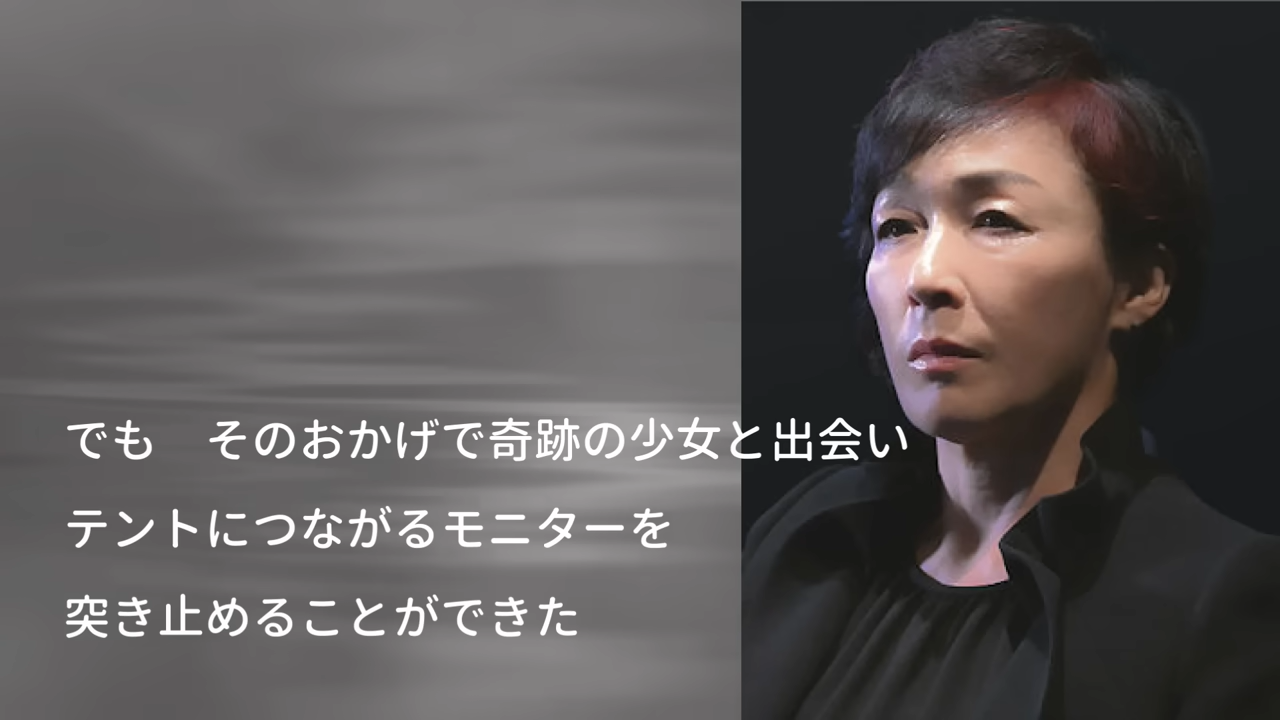 でも　そのおかげで奇跡の少女と出会い
テントにつながるモニターを
突き止めることができた